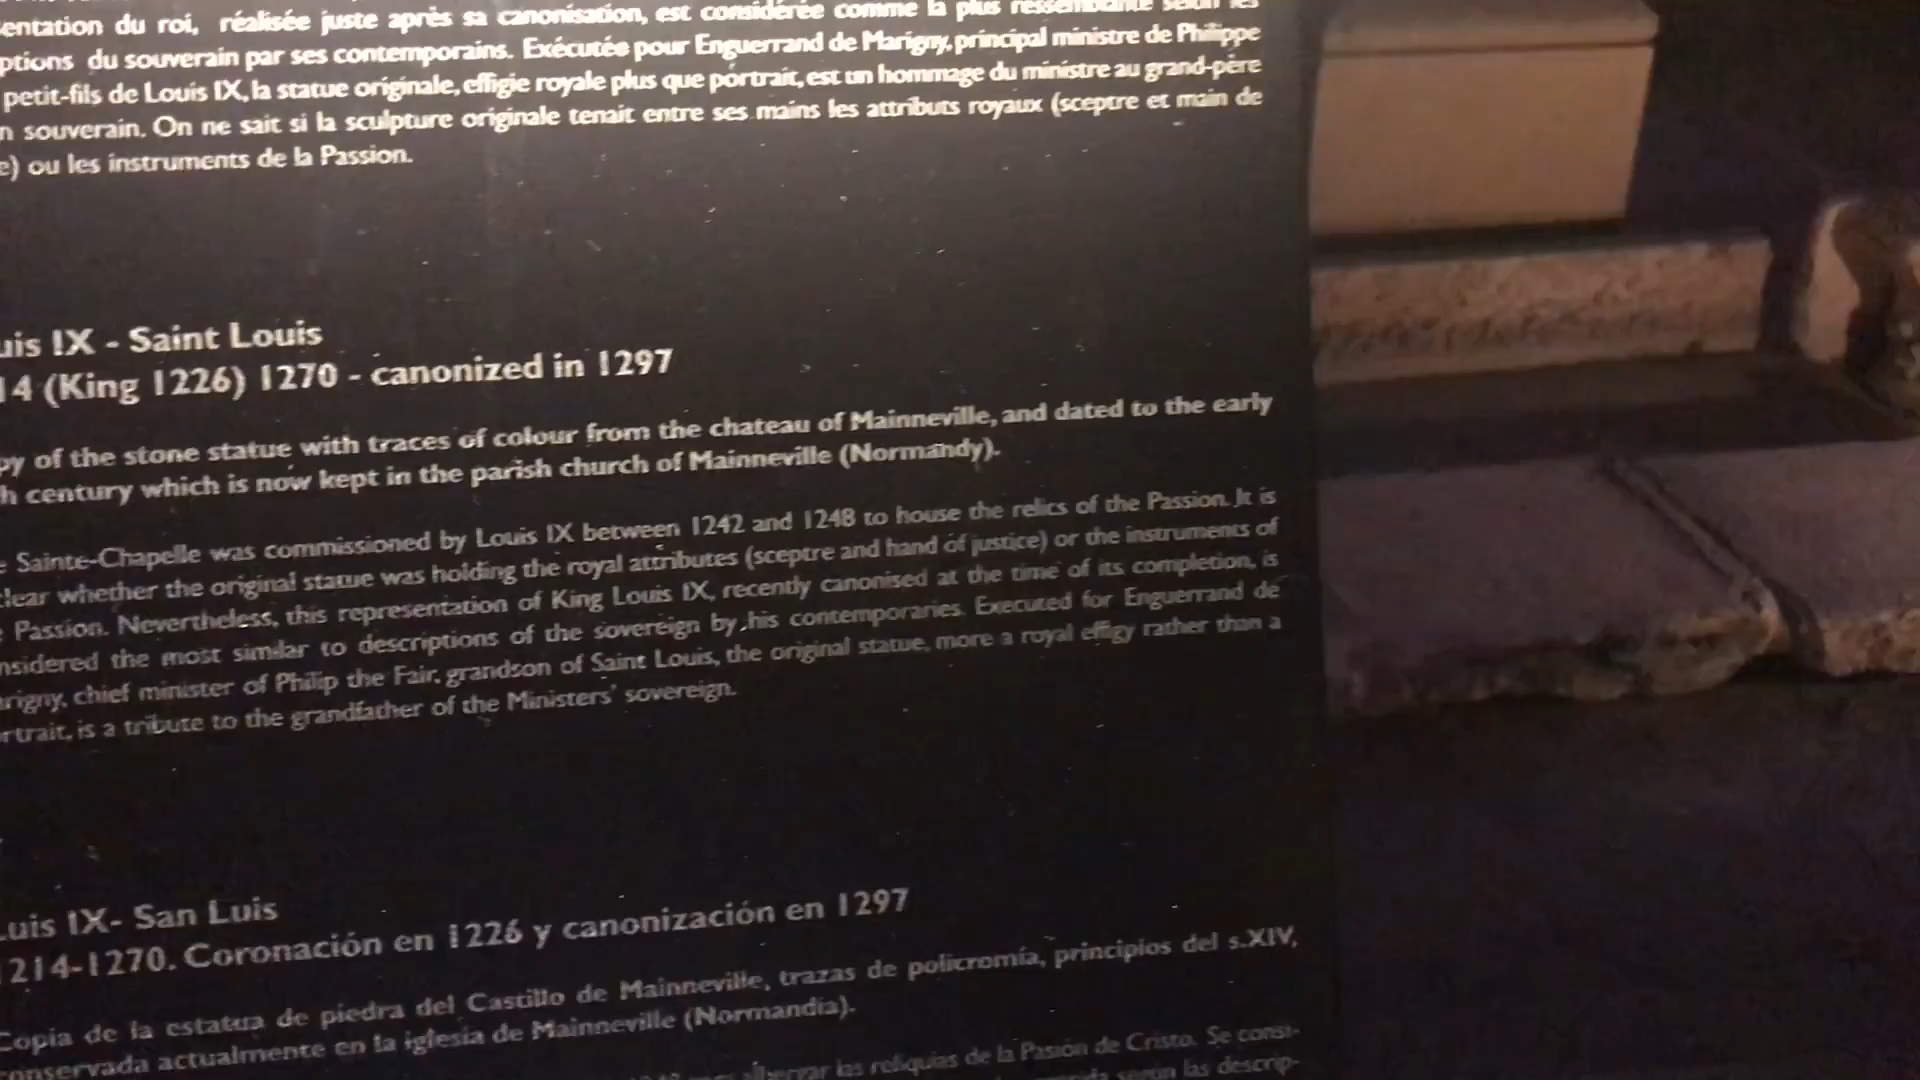 entation du roi, réalisée juste après sa canonisation, est considérée comme la plus ressemblante selon les
ptions du souverain par ses contemporains. Exécutée pour Enguerrand de Marigny, principal ministre de Philippe
petit-fils de Louis IX, la statue originale, effigie royale plus que portrait, est un hommage du ministre au grand-père
n souverain. On ne sait si la sculpture originale tenait entre ses mains les attributs royaux (sceptre et main de
e) ou les instruments de la Passion.
uis IX - Saint Louis
14 (King 1226) 1270 - canonized in 1297
py of the stone statue with traces of colour from the chateau of Mainneville, and dated to the early
h century which is now kept in the parish church of Mainneville (Normandy).
e Sainte-Chapelle was commissioned by Louis IX between 1242 and 1248 to house the relics of the Passion. It is
clear whether the original statue was holding the royal attributes (sceptre and hand of justice) or the instruments of
e Passion. Nevertheless, this representation of King Louis IX, recently canonised at the time of its completion, is
nsidered the most similar to descriptions of the sovereign by his contemporaries. Executed for Enguerrand de
arigny, chief minister of Philip the Fair, grandson of Saint Louis, the original statue, more a royal effigy rather than a
rtrait, is a tribute to the grandfather of the Ministers' sovereign.
Luis IX- San Luis
1214-1270. Coronación en 1226 y canonización en 1297
Copia de la estatua de piedra del Castillo de Mainneville, trazas de policromía, principios del s.XIV,
conservada actualmente en la iglesia de Mainneville (Normandía).
albergar las reliquias de la Pasión de Cristo. Se consi-
según las descrip-